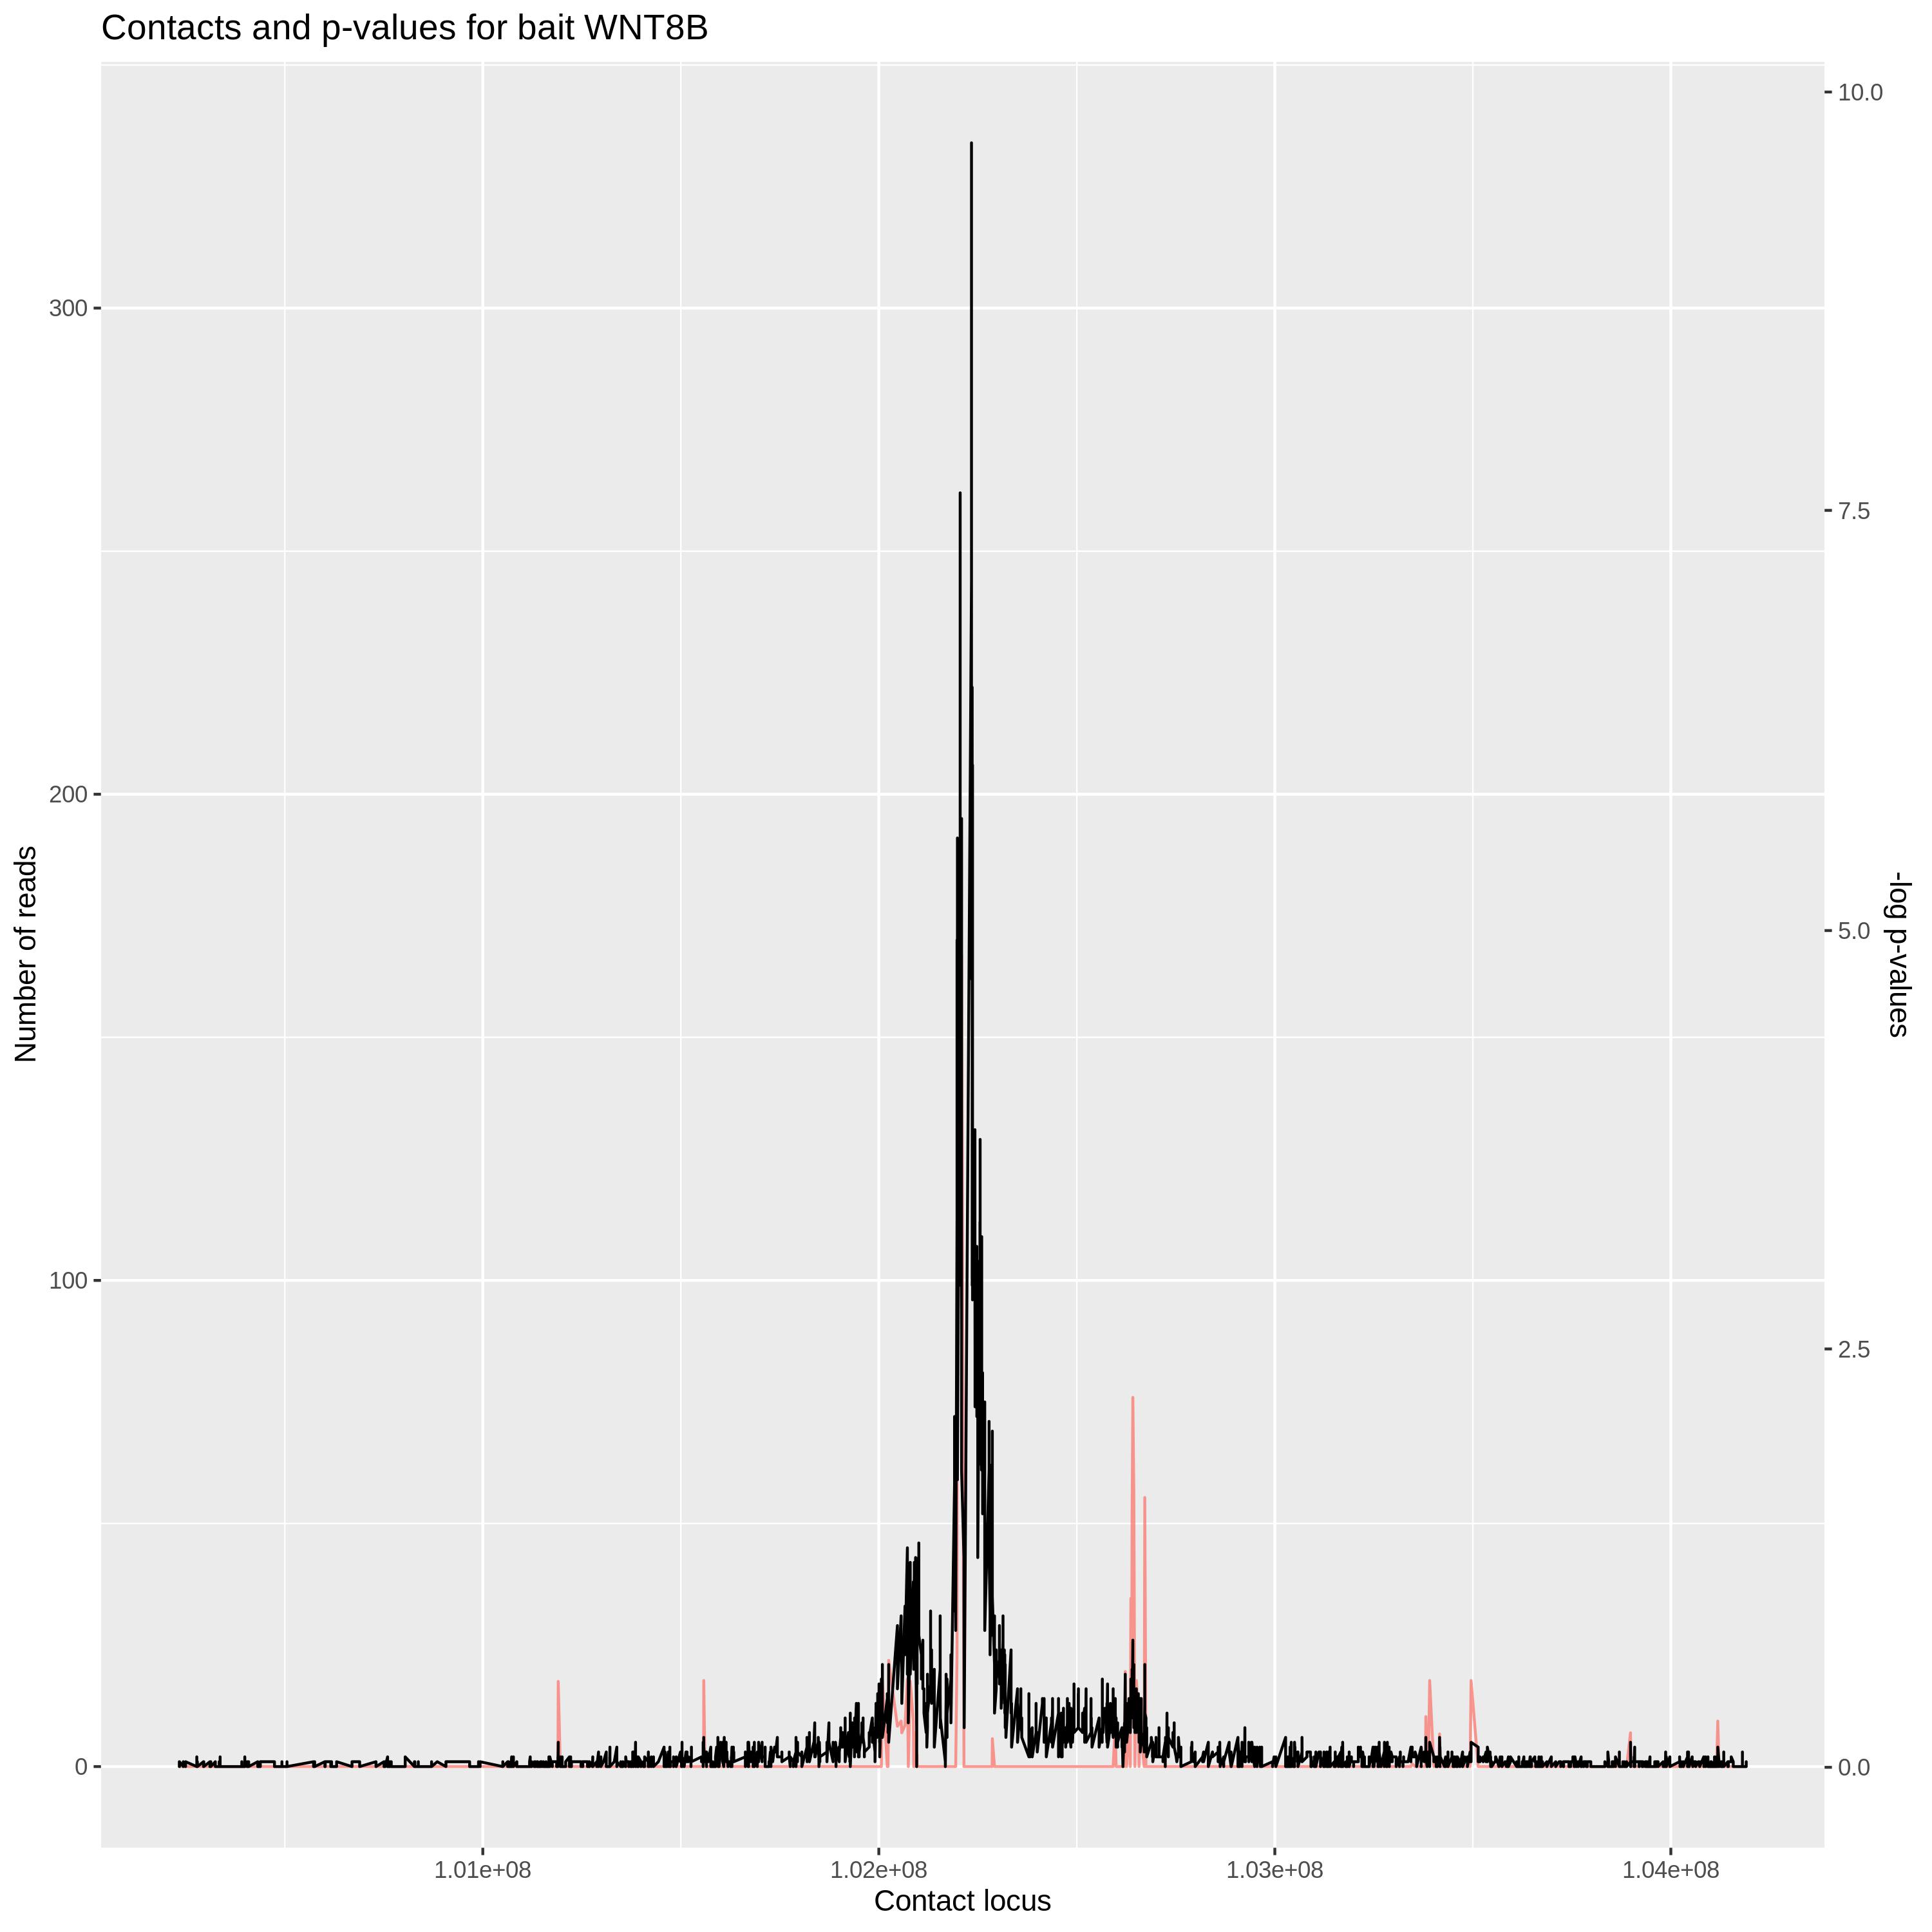 Contacts and p-values for bait WNT8B
10.0
300
7.5
200
Number of reads
5.0
-log p-values
100
2.5
0
0.0
1.01e+08 1.02e+08 1.03e+08 1.04e+08
Contact locus